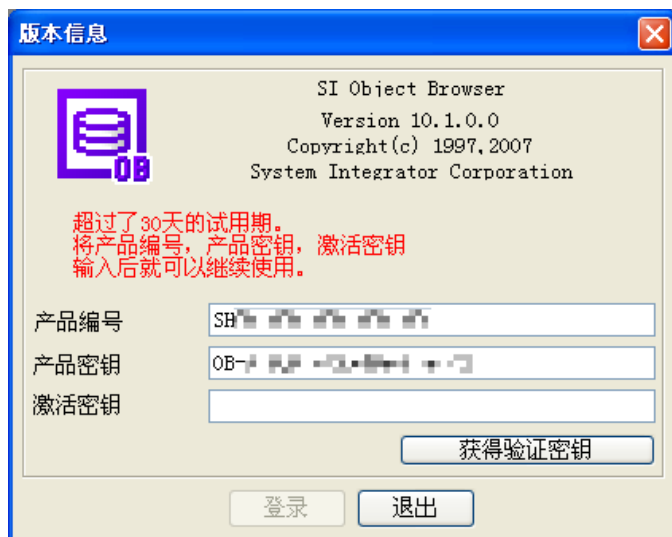 版本信息
OB
SI Object Browser
Version 10.1.0.0
Copyright(c) 1997,2007
System Integrator Corporation
超过了30天的试用期。
将产品编号，产品密钥，激活密钥
输入后就可以继续使用。
产品编号 SH
产品密钥 OB-
激活密钥
获得验证密钥
登录 退出